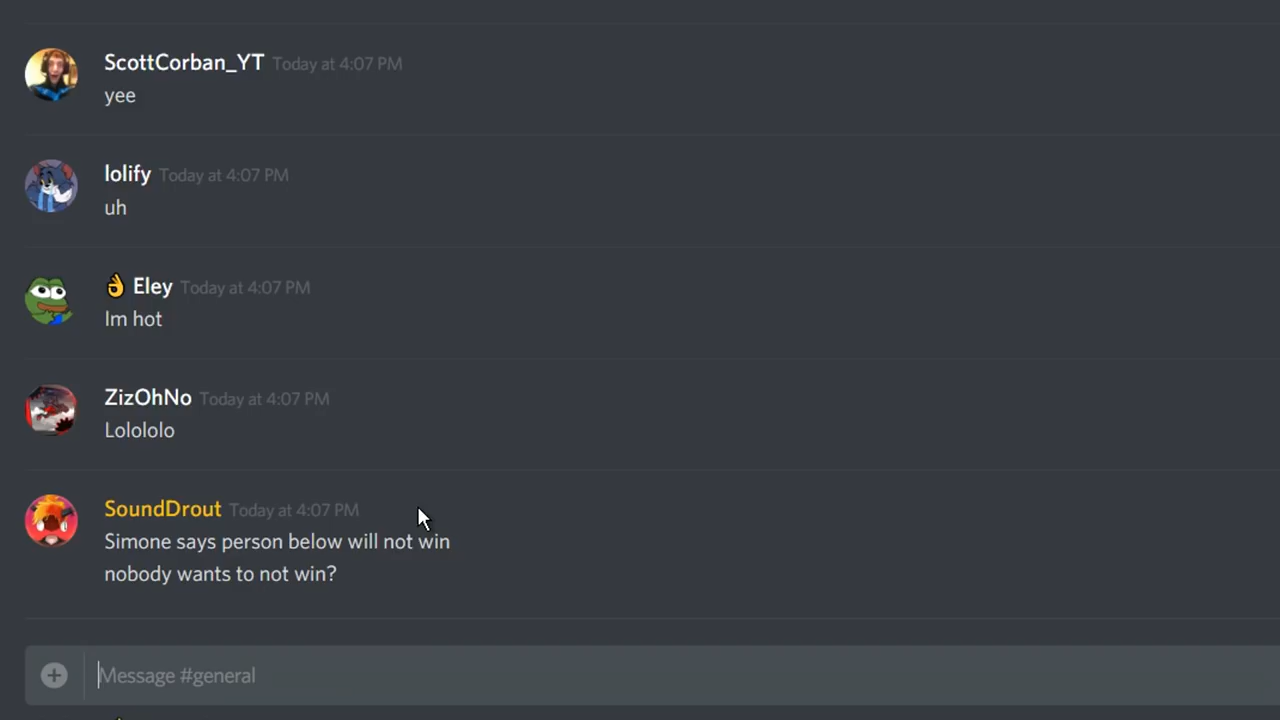 ScottCorban_YT Today at 4:07 PM
yee
lolify Today at 4:07 PM
uh
👌 Eley Today at 4:07 PM
Im hot
ZizOhNo Today at 4:07 PM
Lolololo
SoundDrout Today at 4:07 PM
Simone says person below will not win
nobody wants to not win?
Message #general